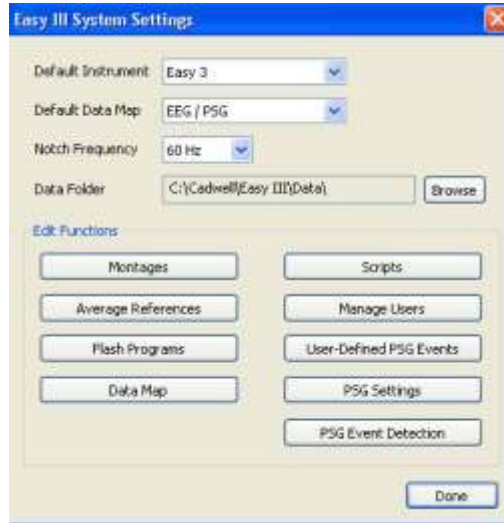 Easy III System Settings
Default Instrument Easy 3
Default Data Map EEG / PSG
Notch Frequency 60 Hz
Data Folder C:\Cadwell\Easy III\Data\ Browse
Edit Functions
Montages Scripts
Average References Manage Users
Flash Programs User-Defined PSG Events
Data Map PSG Settings
PSG Event Detection
Done